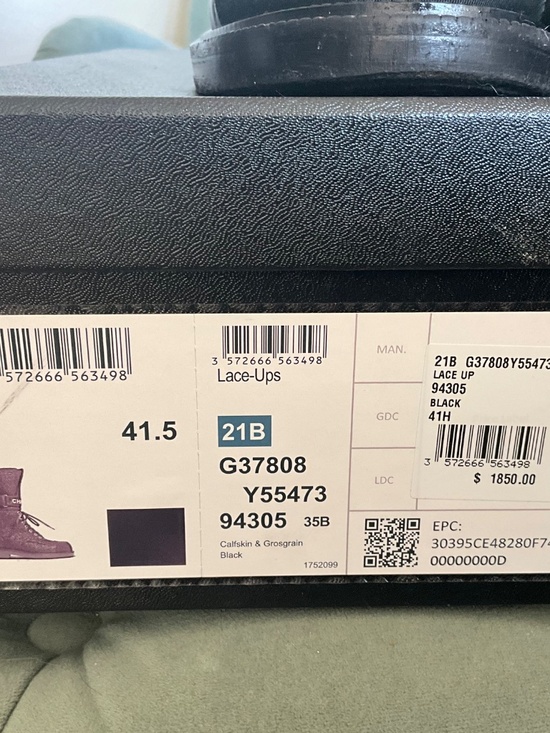 572666 563498
41.5
3 572666 563498
Lace-Ups
21B
G37808
Y55473
94305 35B
Calfskin & Grosgrain
Black
1752099
MAN.
GDC
LDC
21B G37808Y55473
LACE UP
94305
BLACK
41H
3 572666 563498
$ 1850.00
EPC:
30395CE48280F74
00000000D